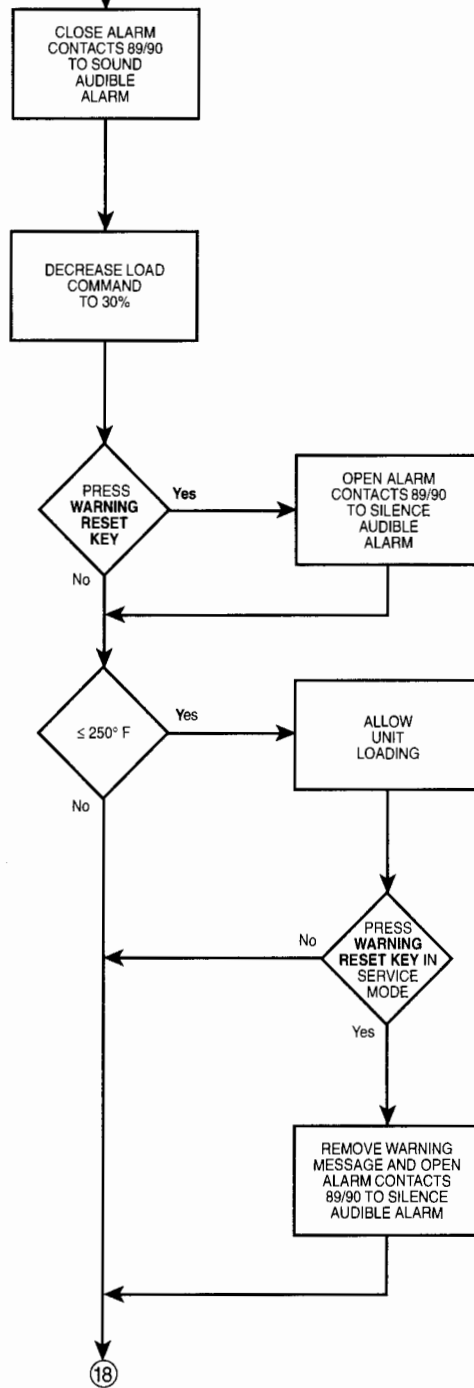 CLOSE ALARM
CONTACTS 89/90
TO SOUND
AUDIBLE
ALARM
DECREASE LOAD
COMMAND
TO 30%
PRESS
WARNING
RESET
KEY
Yes
No
OPEN ALARM
CONTACTS 89/90
TO SILENCE
AUDIBLE
ALARM
≤ 250° F
Yes
No
ALLOW
UNIT
LOADING
PRESS
WARNING
RESET KEY IN
SERVICE
MODE
No
Yes
REMOVE WARNING
MESSAGE AND OPEN
ALARM CONTACTS
89/90 TO SILENCE
AUDIBLE ALARM
18